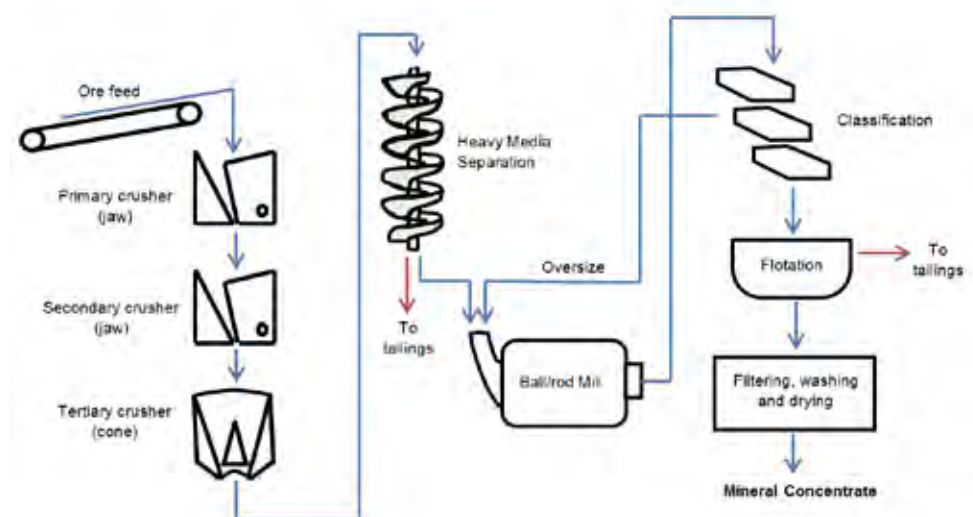 Ore feed
Primary crusher
(jaw)
Secondary crusher
(jaw)
Tertiary crusher
(cone)
Heavy Media
Separation
To
tailings
Oversize
Ball/rod Mill
Classification
Flotation
To
tailings
Filtering, washing
and drying
Mineral Concentrate